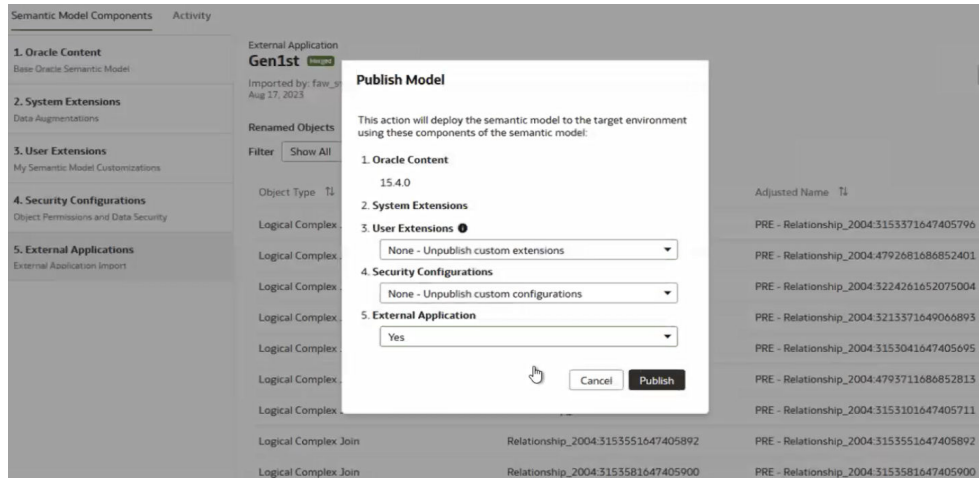 Semantic Model Components Activity
1. Oracle Content
Base Oracle Semantic Model
2. System Extensions
Data Augmentations
3. User Extensions
My Semantic Model Customizations
4. Security Configurations
Object Permissions and Data Security
5. External Applications
External Application Import
External Application
Gen1st Merged
Imported by: faw_s
Aug 17, 2023
Renamed Objects
Filter Show All
Object Type Adjusted Name
Logical Complex PRE - Relationship_2004:3153371647405796
Logical Complex PRE - Relationship_2004:4792681686852401
Logical Complex PRE - Relationship_2004:3224261652075004
Logical Complex PRE - Relationship_2004:3213371649066893
Logical Complex PRE - Relationship_2004:3153041647405695
Logical Complex PRE - Relationship_2004:4793711686852813
Logical Complex PRE - Relationship_2004:3153101647405711
Logical Complex Join Relationship_2004:3153551647405892 PRE - Relationship_2004:3153551647405892
Logical Complex Join Relationship_2004:3153581647405900 PRE - Relationship_2004:3153581647405900
Publish Model
This action will deploy the semantic model to the target environment
using these components of the semantic model:
1. Oracle Content
15.4.0
2. System Extensions
3. User Extensions
None - Unpublish custom extensions
4. Security Configurations
None - Unpublish custom configurations
5. External Application
Yes
Cancel Publish